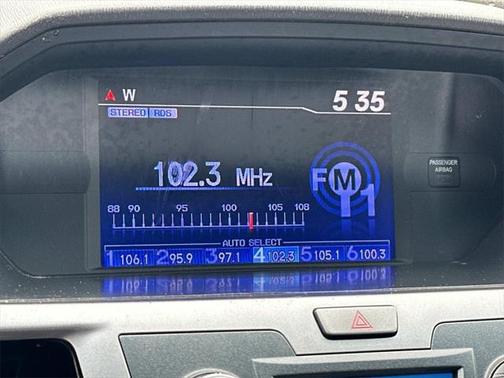 W
5 35
STEREO RDS
102.3 MHz
FM1
88 90 95 100 105 108
AUTO SELECT
1 106.1 2 95.9 3 97.1 4 102.3 5 105.1 6 100.3
PASSENGER
AIRBAG